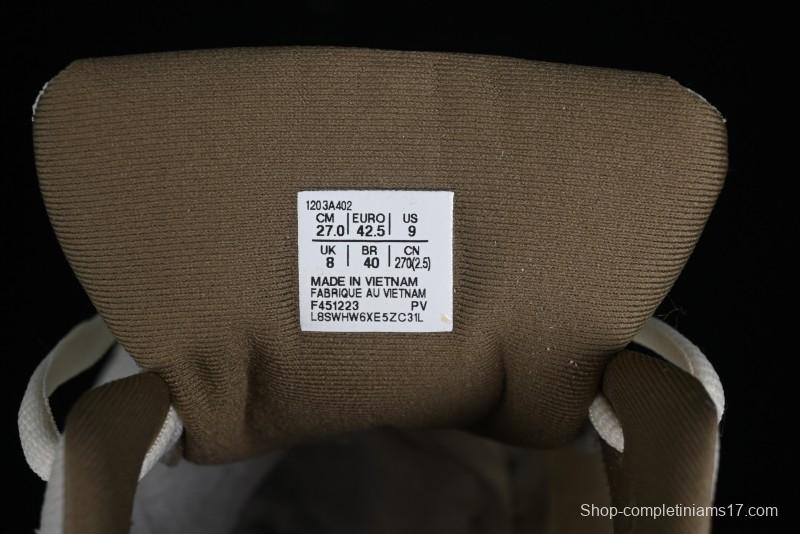 1203A402
CM | EURO | US
27.0 | 42.5 | 9
UK | BR | CN
8 | 40 | 270(2.5)
MADE IN VIETNAM
FABRIQUE AU VIETNAM
F451223 PV
L8SWHW6XE5ZC31L
Shop-completiniams17.com